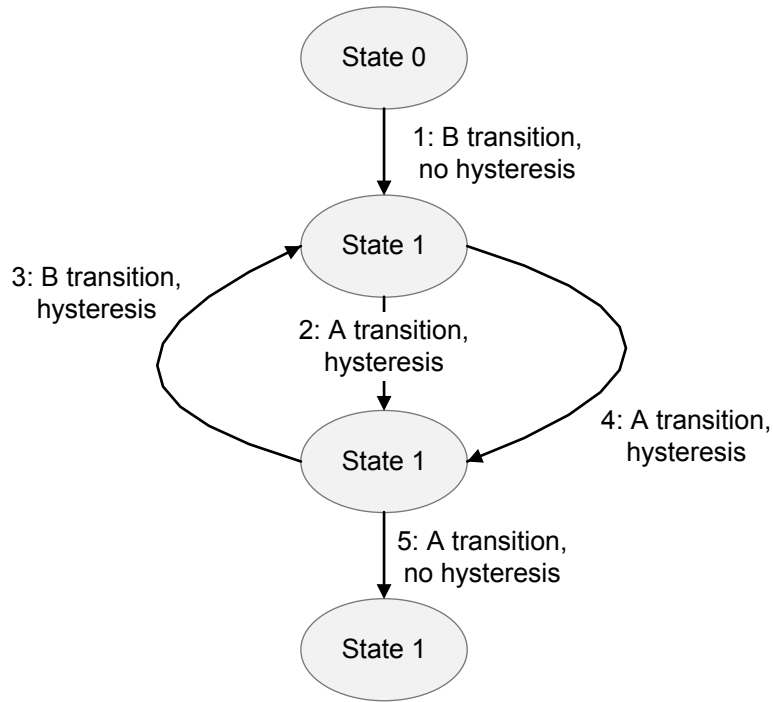 State 0
1: B transition,
no hysteresis
State 1
3: B transition,
hysteresis
2: A transition,
hysteresis
4: A transition,
hysteresis
State 1
5: A transition,
no hysteresis
State 1